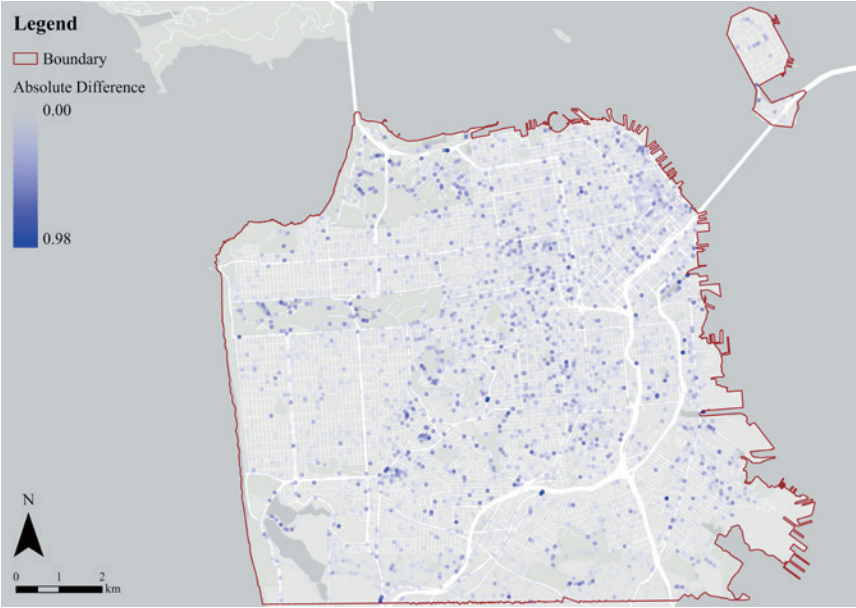 Legend
Boundary
Absolute Difference
0.00
0.98
N
0 1 2
km